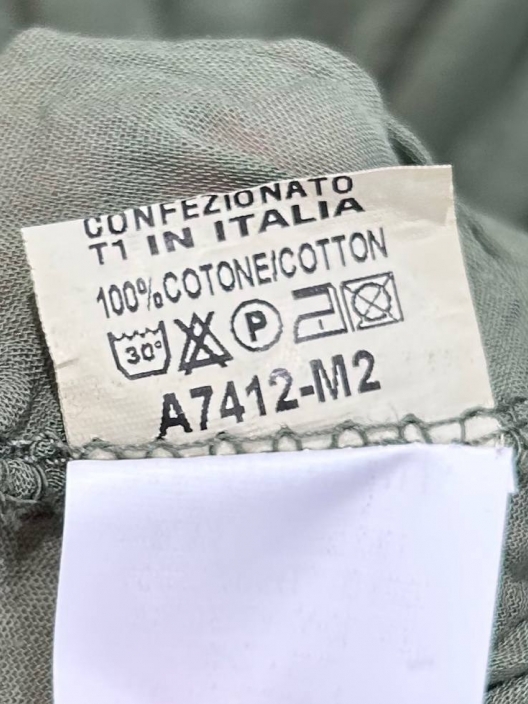 CONFEZIONATO
T1 IN ITALIA
100%COTONE/COTTON
30° P
A7412-M2